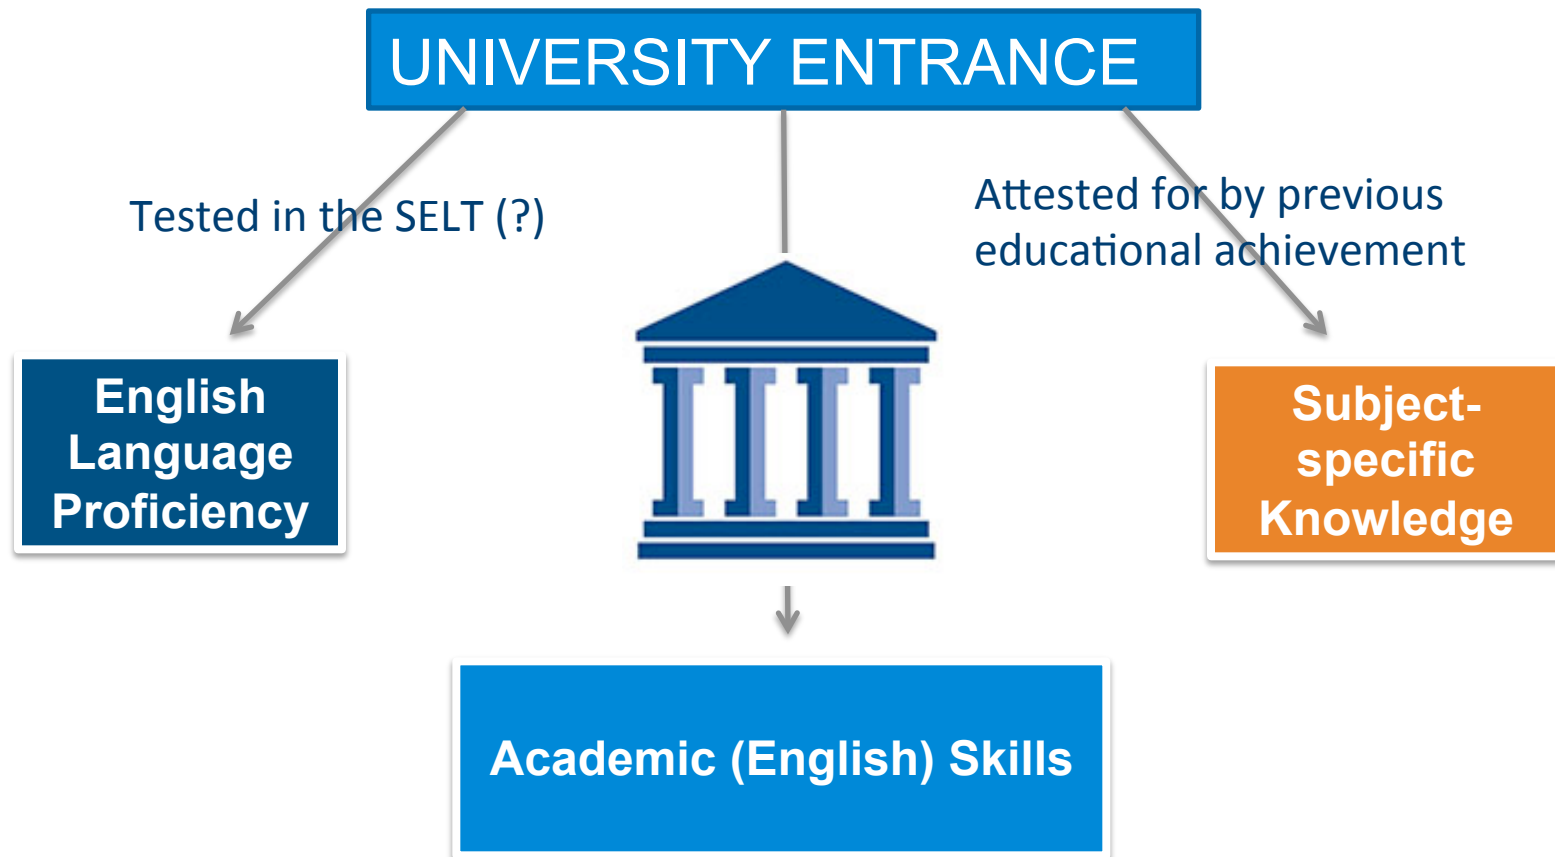 UNIVERSITY ENTRANCE
Tested in the SELT (?)
Attested for by previous
educational achievement
English
Language
Proficiency
Subject-
specific
Knowledge
Academic (English) Skills